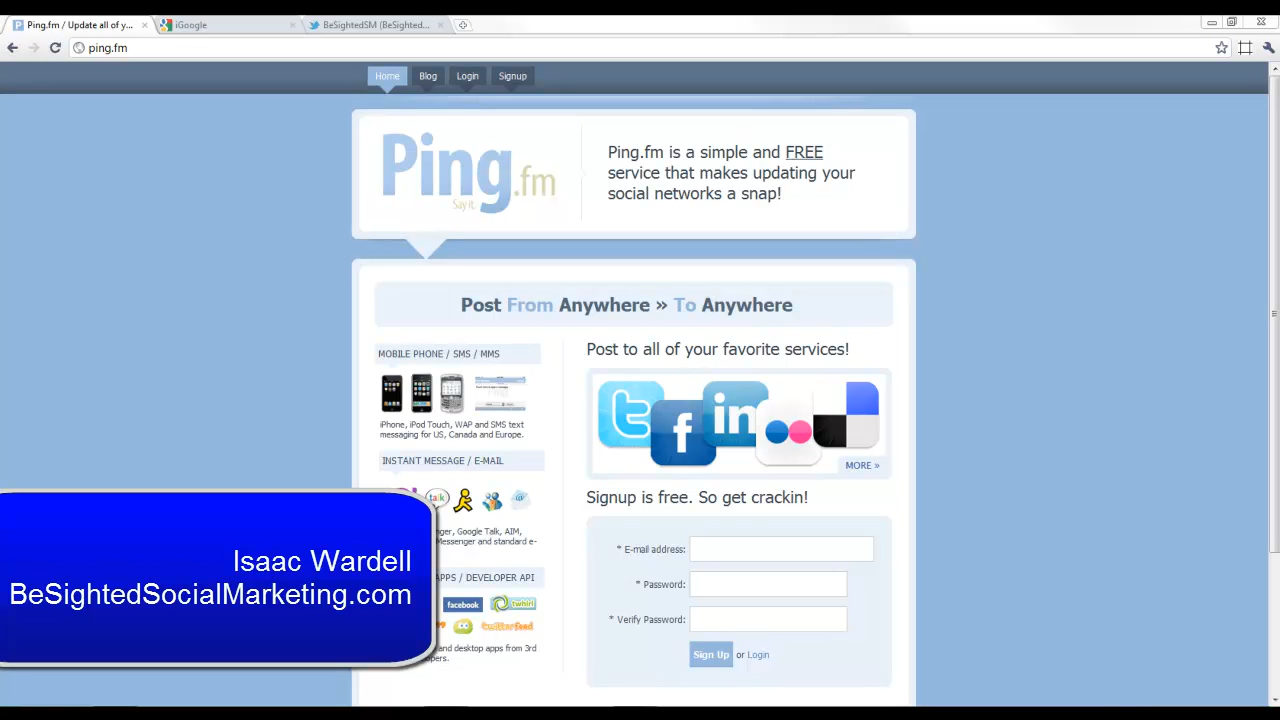 Ping.fm / Update all of y...
iGoogle
BeSightedSM (BeSighted...
ping.fm
Home
Blog
Login
Signup
Ping.fm
Say it.
Ping.fm is a simple and FREE
service that makes updating your
social networks a snap!
Post From Anywhere » To Anywhere
MOBILE PHONE / SMS / MMS
iPhone, iPod Touch, WAP and SMS text
messaging for US, Canada and Europe.
INSTANT MESSAGE / E-MAIL
talk
nger, Google Talk, AIM,
Messenger and standard e-
APPS / DEVELOPER API
facebook
twhirl
twitterfeed
and desktop apps from 3rd
opers.
Post to all of your favorite services!
t
f
in
MORE »
Signup is free. So get crackin!
* E-mail address:
* Password:
* Verify Password:
Sign Up or Login
Isaac Wardell
BeSightedSocialMarketing.com